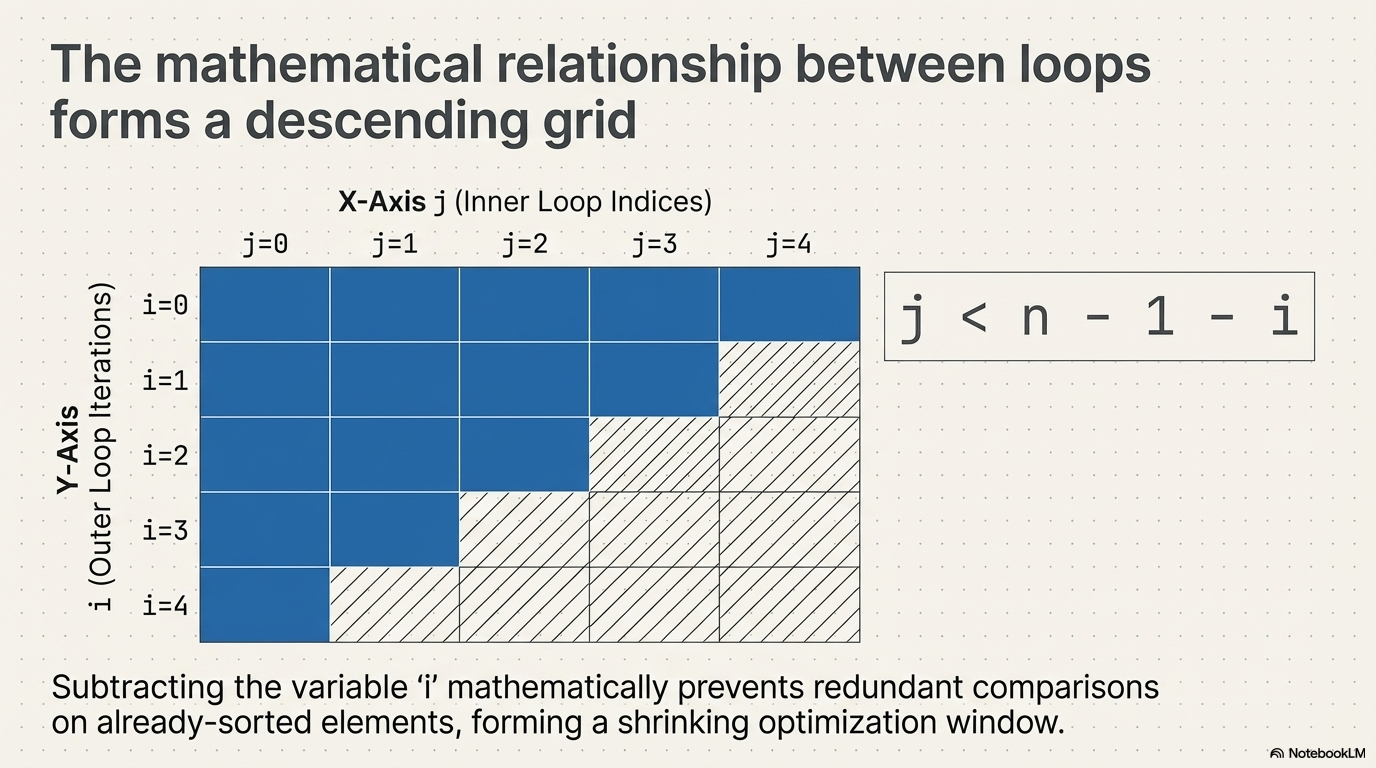 The mathematical relationship between loops
forms a descending grid
X-Axis j (Inner Loop Indices)
j=0 j=1 j=2 j=3 j=4
Y-Axis
i (Outer Loop Iterations)
i=0
i=1
i=2
i=3
i=4
j < n - 1 - i
Subtracting the variable ‘i’ mathematically prevents redundant comparisons
on already-sorted elements, forming a shrinking optimization window.
NotebookLM